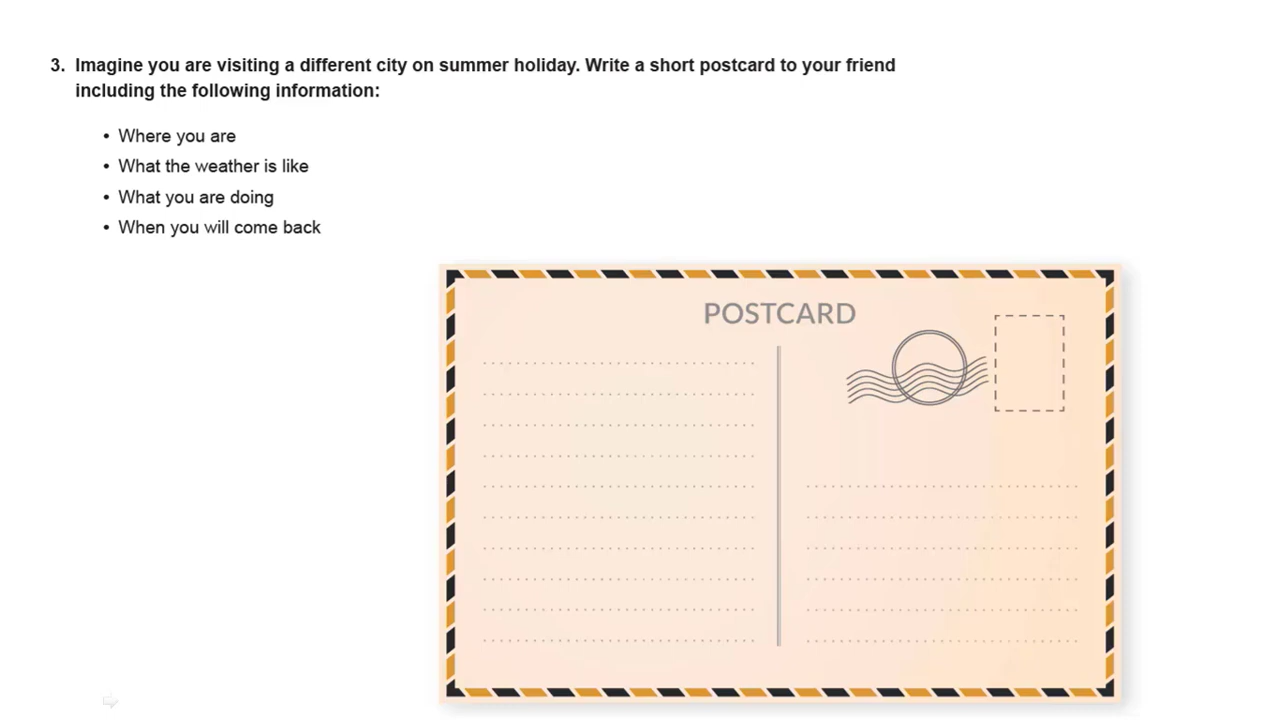 3. Imagine you are visiting a different city on summer holiday. Write a short postcard to your friend
including the following information:
• Where you are
• What the weather is like
• What you are doing
• When you will come back
POSTCARD